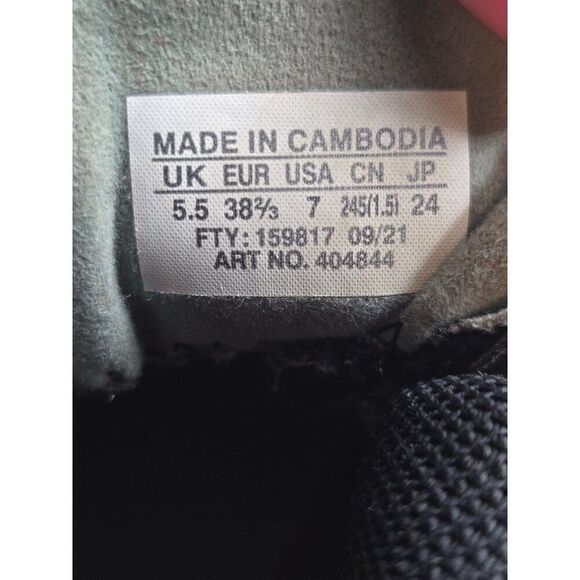 MADE IN CAMBODIA
UK EUR USA CN JP
5.5 38⅔ 7 245(1.5) 24
FTY: 159817 09/21
ART NO. 404844